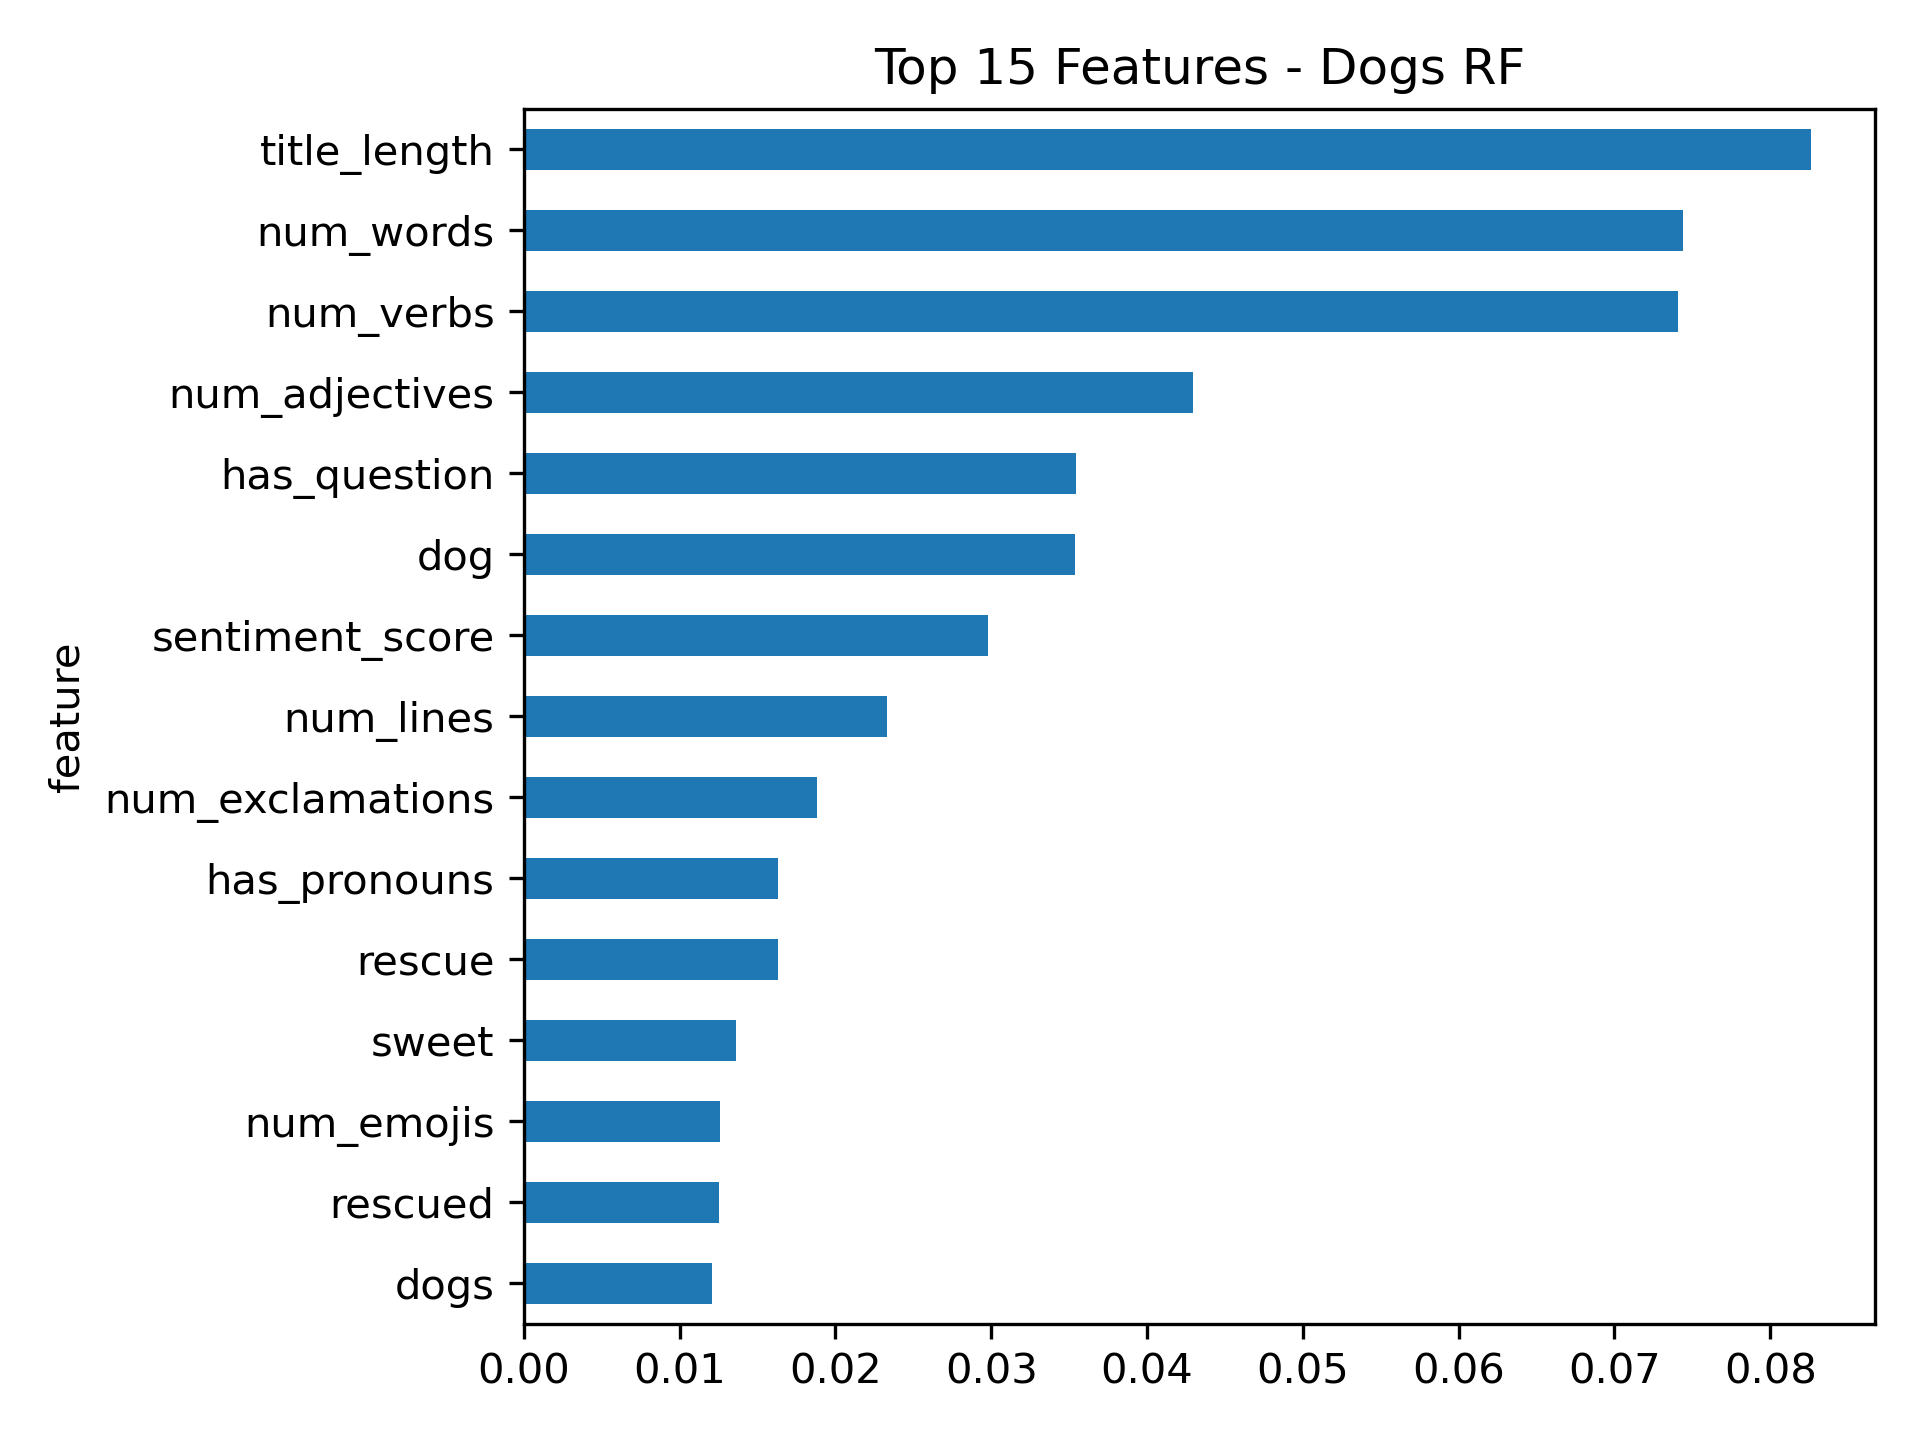 Top 15 Features - Dogs RF
title_length
num_words
num_verbs
num_adjectives
has_question
dog
sentiment_score
num_lines
num_exclamations
has_pronouns
rescue
sweet
num_emojis
rescued
dogs
feature
0.00 0.01 0.02 0.03 0.04 0.05 0.06 0.07 0.08